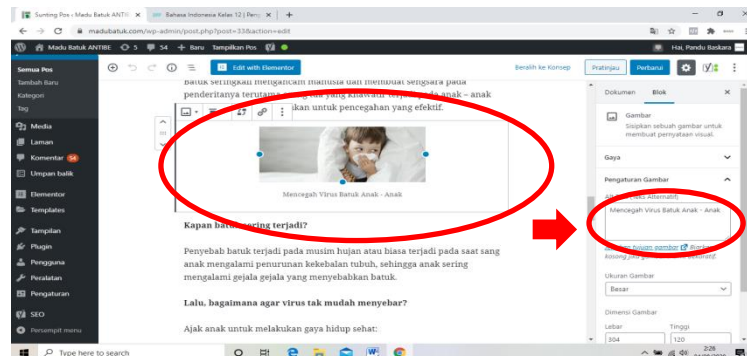 Sunting Pos ‹ Madu Batuk ANTIB
Bahasa Indonesia Kelas 12 | Penj
madubatuk.com/wp-admin/post.php?post=33&action=edit
Madu Batuk ANTIBE
5
54
Baru
Tampilkan Pos
Hai, Pandu Baskara
Semua Pos
Tambah Baru
Kategori
Tag
Media
Laman
Komentar 54
Umpan balik
Elementor
Templates
Tampilan
Plugin
Pengguna
Peralatan
Pengaturan
SEO
Persempit menu
Edit with Elementor
Beralih ke Konsep
Pratinjau
Perbarui
Batuk seringkali mengancam manusia dan membuat sengsara pada
penderitanya terutama
anak – anak
kan untuk pencegahan yang efektif.
Mencegah Virus Batuk Anak - Anak
Kapan batuk sering terjadi?
Penyebab batuk terjadi pada musim hujan atau biasa terjadi pada saat sang
anak mengalami penurunan kekebalan tubuh, sehingga anak sering
mengalami gejala gejala yang menyebabkan batuk.
Lalu, bagaimana agar virus tak mudah menyebar?
Ajak anak untuk melakukan gaya hidup sehat:
Dokumen
Blok
Gambar
Sisipkan sebuah gambar untuk
membuat pernyataan visual.
Gaya
Pengaturan Gambar
Mencegah Virus Batuk Anak - Anak
tujuan gambar
Ukuran Gambar
Besar
Dimensi Gambar
Lebar
Tinggi
304
120
Type here to search
2:28